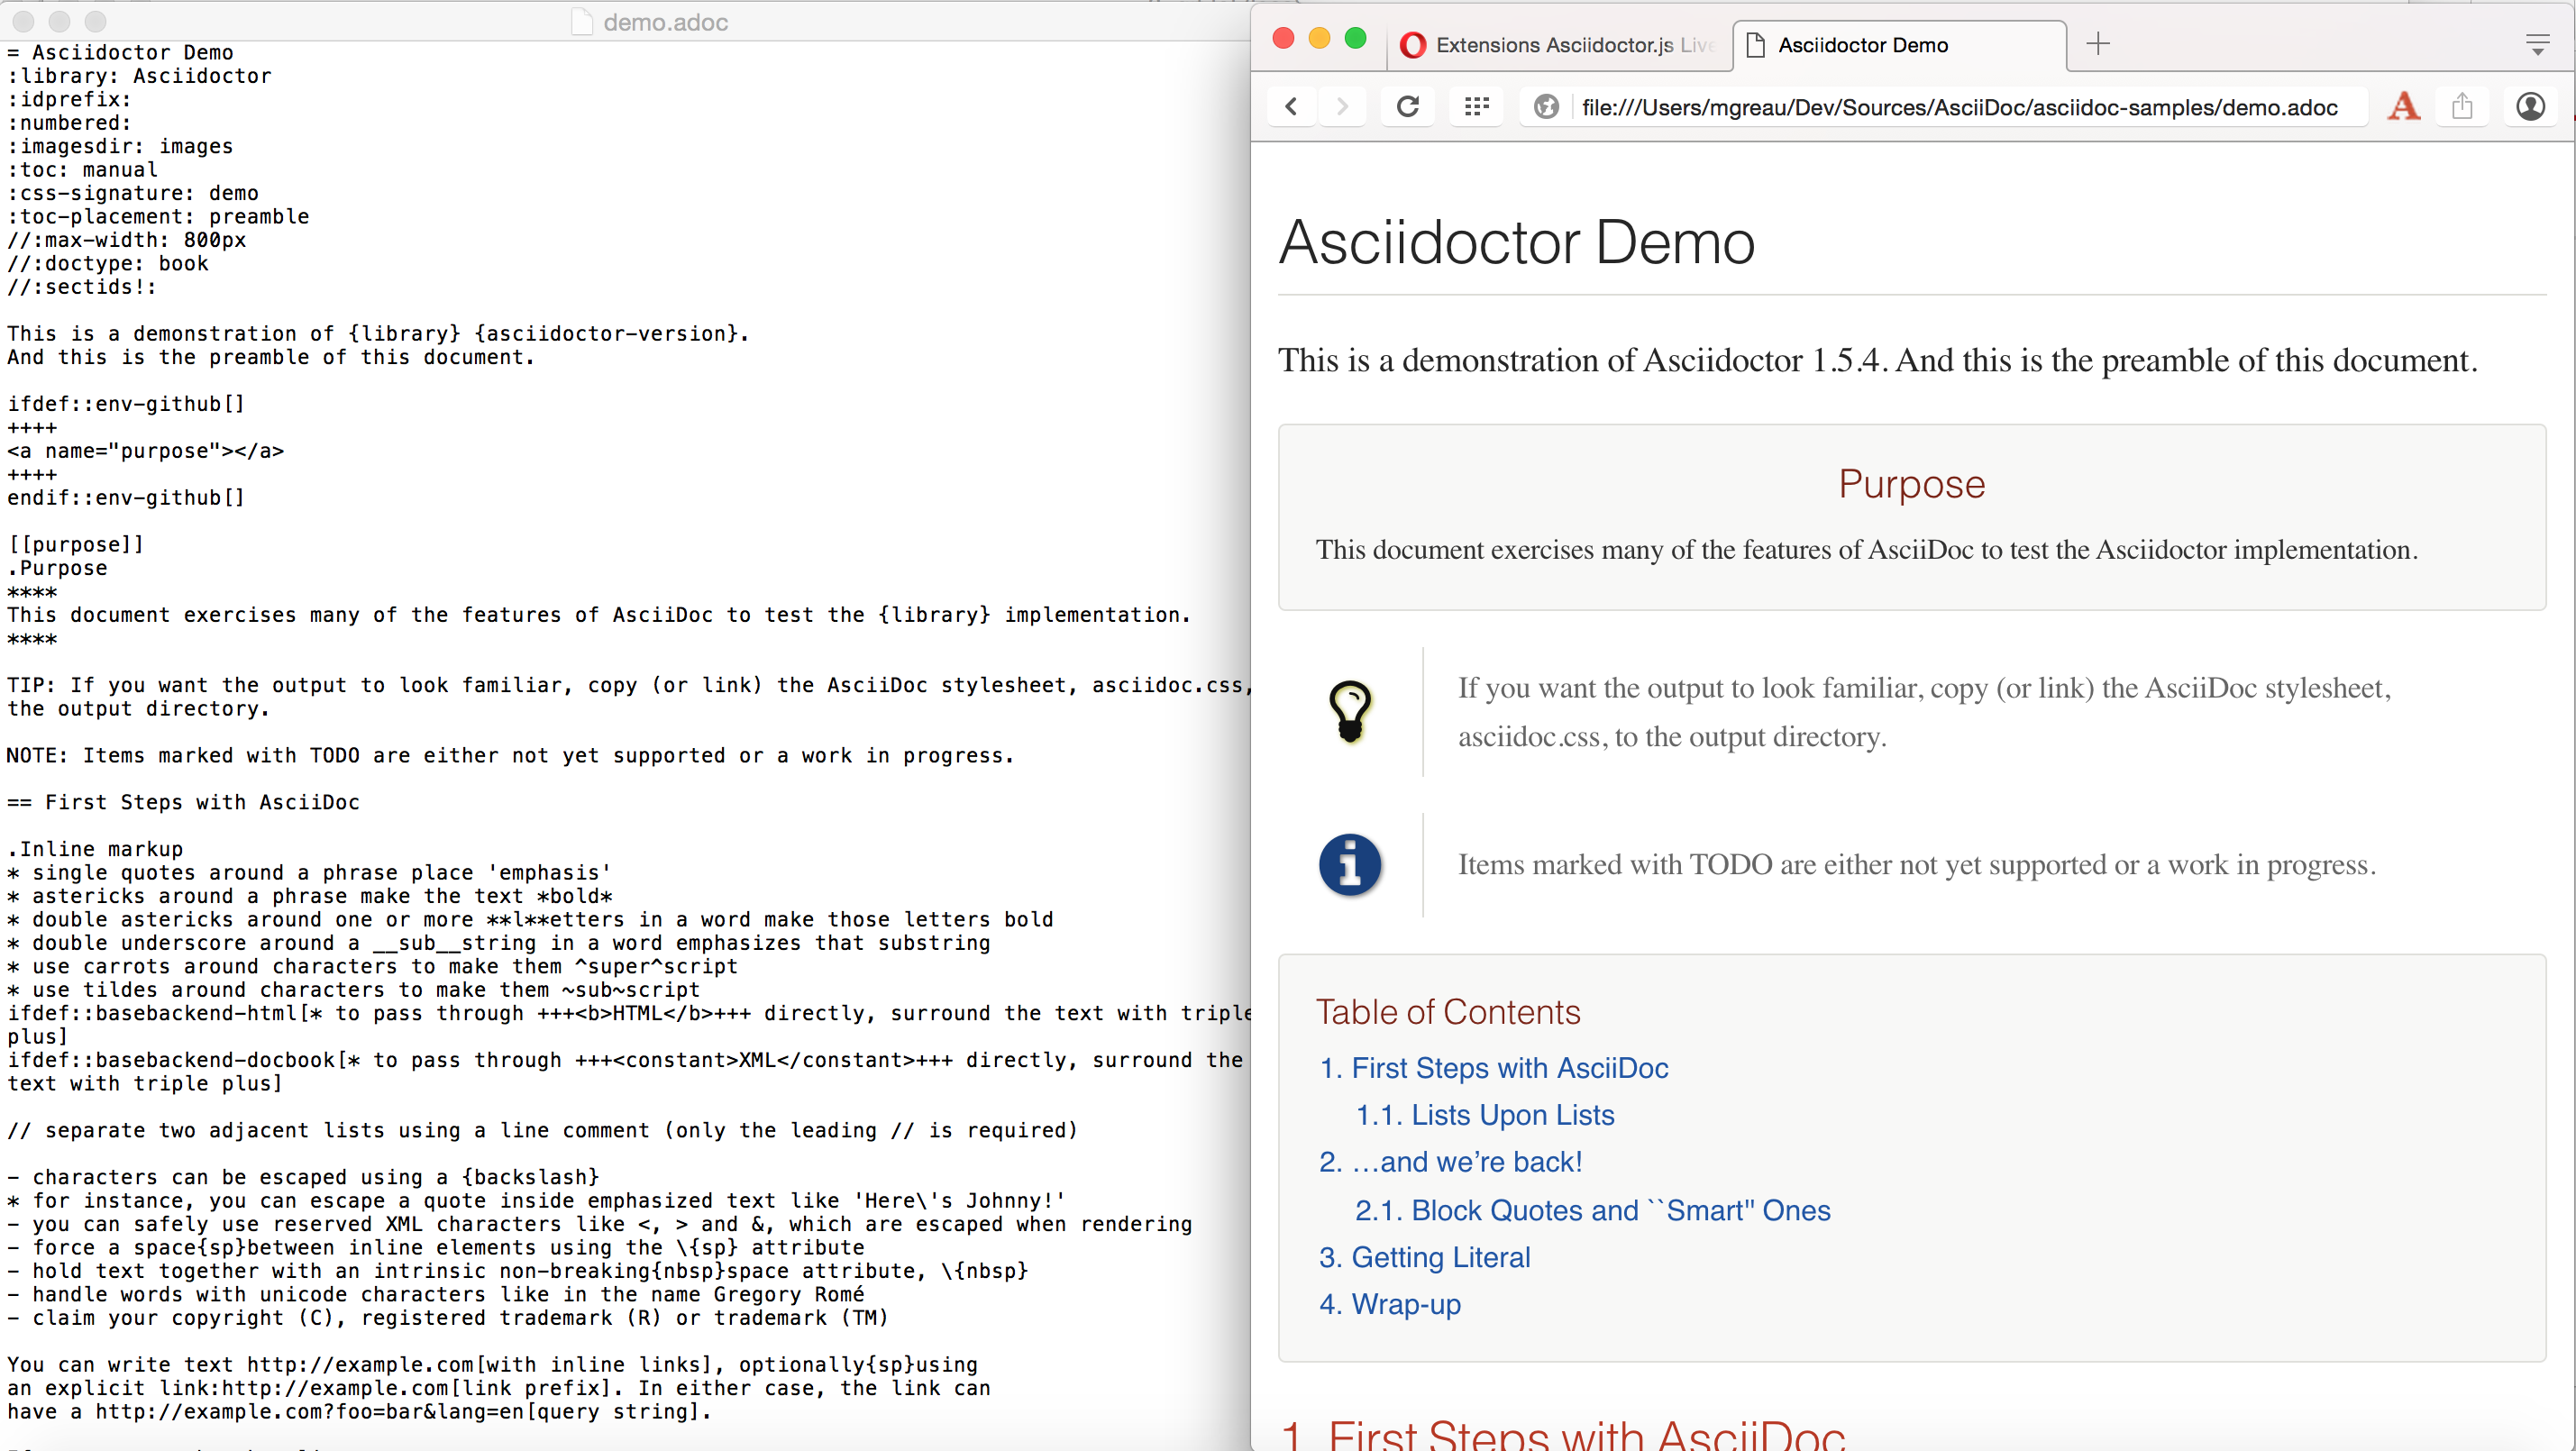 demo.adoc
= Asciidoctor Demo
:library: Asciidoctor
:idprefix:
:numbered:
:imagesdir: images
:toc: manual
:css-signature: demo
:toc-placement: preamble
//:max-width: 800px
//:doctype: book
//:sectids!:
This is a demonstration of {library} {asciidoctor-version}.
And this is the preamble of this document.
ifdef::env-github[]
++++
<a name="purpose"></a>
++++
endif::env-github[]
[[purpose]]
.Purpose
****
This document exercises many of the features of AsciiDoc to test the {library} implementation.
****
TIP: If you want the output to look familiar, copy (or link) the AsciiDoc stylesheet, asciidoc.css,
the output directory.
NOTE: Items marked with TODO are either not yet supported or a work in progress.
== First Steps with AsciiDoc
.Inline markup
* single quotes around a phrase place 'emphasis'
* astericks around a phrase make the text *bold*
* double astericks around one or more **l**etters in a word make those letters bold
* double underscore around a __sub__string in a word emphasizes that substring
* use carrots around characters to make them ^super^script
* use tildes around characters to make them ~sub~script
ifdef::basebackend-html[* to pass through +++<b>HTML</b>+++ directly, surround the text with triple
plus]
ifdef::basebackend-docbook[* to pass through +++<constant>XML</constant>+++ directly, surround the
text with triple plus]
// separate two adjacent lists using a line comment (only the leading // is required)
- characters can be escaped using a {backslash}
* for instance, you can escape a quote inside emphasized text like 'Here\'s Johnny!'
- you can safely use reserved XML characters like <, > and &, which are escaped when rendering
- force a space{sp}between inline elements using the \{sp} attribute
- hold text together with an intrinsic non-breaking{nbsp}space attribute, \{nbsp}
- handle words with unicode characters like in the name Gregory Romé
- claim your copyright (C), registered trademark (R) or trademark (TM)
You can write text http://example.com[with inline links], optionally{sp}using
an explicit link:http://example.com[link prefix]. In either case, the link can
have a http://example.com?foo=bar&lang=en[query string].
Extensions Asciidoctor.js Live
Asciidoctor Demo
file:///Users/mgreau/Dev/Sources/AsciiDoc/asciidoc-samples/demo.adoc
Asciidoctor Demo
This is a demonstration of Asciidoctor 1.5.4. And this is the preamble of this document.
Purpose
This document exercises many of the features of AsciiDoc to test the Asciidoctor implementation.
If you want the output to look familiar, copy (or link) the AsciiDoc stylesheet,
asciidoc.css, to the output directory.
Items marked with TODO are either not yet supported or a work in progress.
Table of Contents
1. First Steps with AsciiDoc
1.1. Lists Upon Lists
2. …and we’re back!
2.1. Block Quotes and ``Smart" Ones
3. Getting Literal
4. Wrap-up
1. First Steps with AsciiDoc